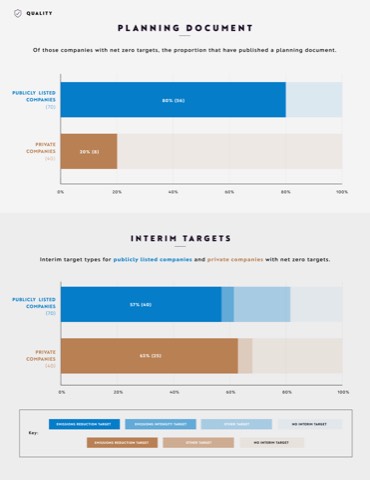 QUALITY
PLANNING DOCUMENT
Of those companies with net zero targets, the proportion that have published a planning document.
PUBLICLY LISTED
COMPANIES
(70)
80% (56)
PRIVATE
COMPANIES
(40)
20% (8)
0% 20% 40% 60% 80% 100%
INTERIM TARGETS
Interim target types for publicly listed companies and private companies with net zero targets.
PUBLICLY LISTED
COMPANIES
(70)
57% (40)
PRIVATE
COMPANIES
(40)
63% (25)
0% 20% 40% 60% 80% 100%
Key:
EMISSIONS REDUCTION TARGET EMISSIONS INTENSITY TARGET OTHER TARGET NO INTERIM TARGET
EMISSIONS REDUCTION TARGET OTHER TARGET NO INTERIM TARGET